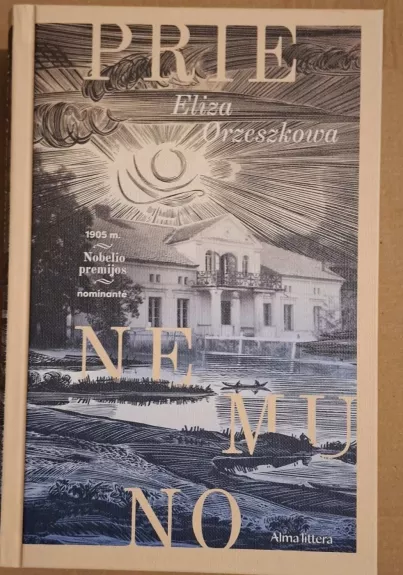 PRIE
Eliza
Orzeszkowa
1905 m.
Nobelio
premijos
nominantė
NE
MU
NO
Alma littera